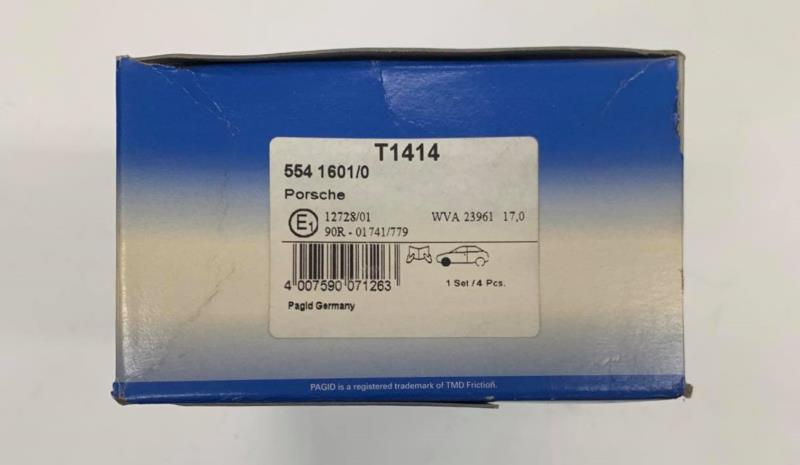 T1414
554 1601/0
Porsche
E1 12728/01 WVA 23961 17,0
90R - 01741/779
4 007590 071263
1 Set / 4 Pcs.
Pagid Germany
PAGID is a registered trademark of TMD Friction.